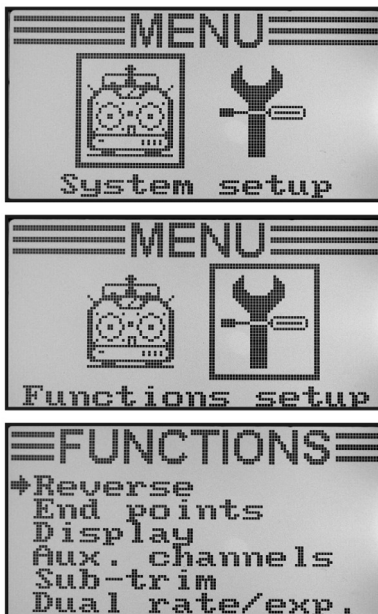 MENU
System setup
MENU
Functions setup
FUNCTIONS
Reverse
End points
Display
Aux. channels
Sub-trim
Dual rate/exp.